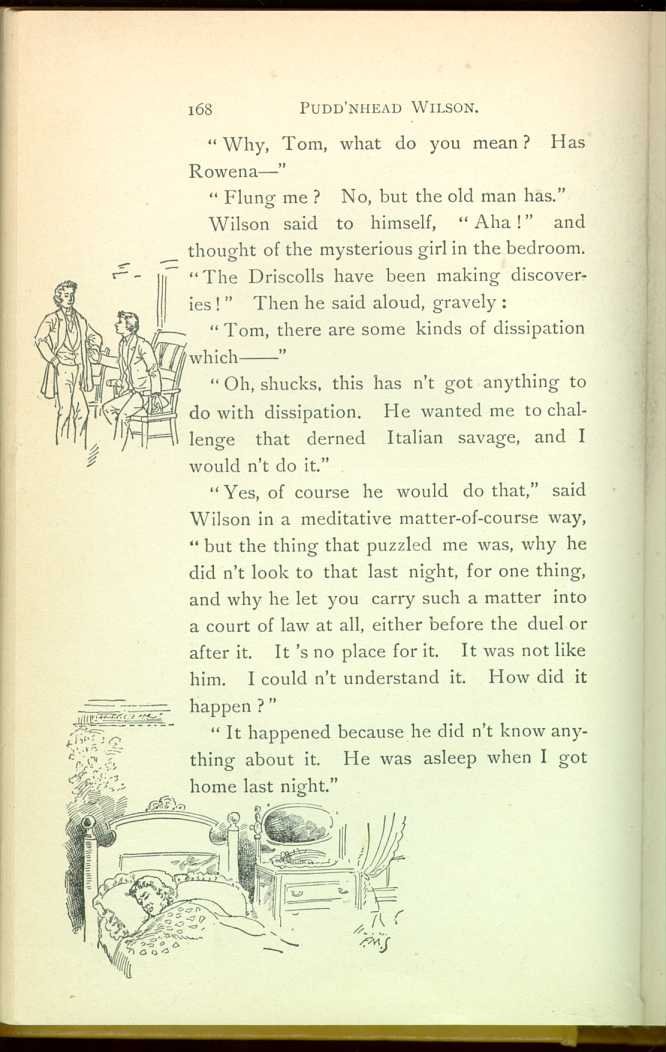 168 PUDD'NHEAD WILSON.
"Why, Tom, what do you mean? Has
Rowena—"
"Flung me? No, but the old man has."
Wilson said to himself, "Aha!" and
thought of the mysterious girl in the bedroom.
"The Driscolls have been making discover-
ies!" Then he said aloud, gravely:
"Tom, there are some kinds of dissipation
which——"
"Oh, shucks, this has n't got anything to
do with dissipation. He wanted me to chal-
lenge that derned Italian savage, and I
would n't do it."
"Yes, of course he would do that," said
Wilson in a meditative matter-of-course way,
"but the thing that puzzled me was, why he
did n't look to that last night, for one thing,
and why he let you carry such a matter into
a court of law at all, either before the duel or
after it. It 's no place for it. It was not like
him. I could n't understand it. How did it
happen?"
"It happened because he did n't know any-
thing about it. He was asleep when I got
home last night."